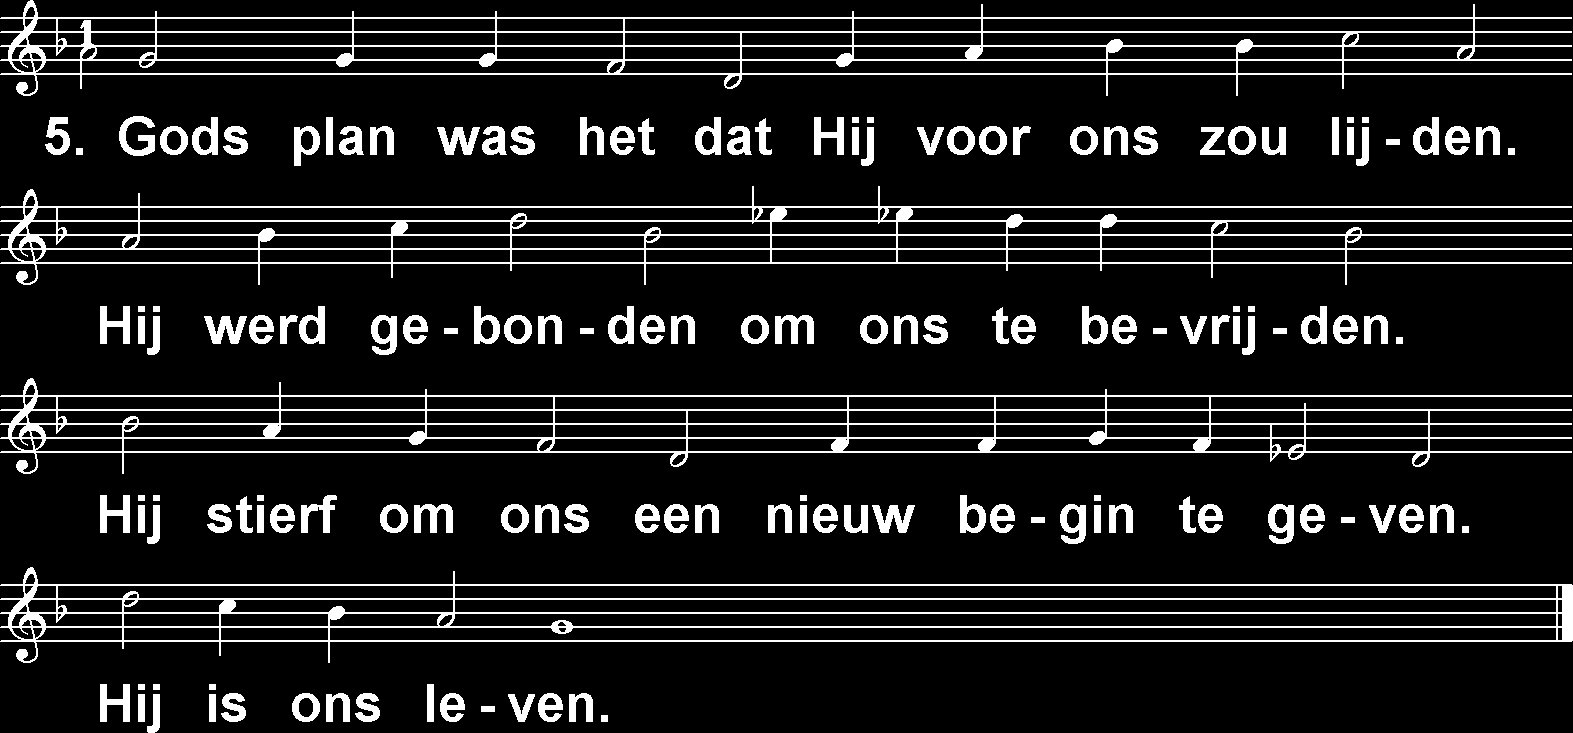 5. Gods plan was het dat Hij voor ons zou lij - den.
Hij werd ge - bon - den om ons te be - vrij - den.
Hij stierf om ons een nieuw be - gin te ge - ven.
Hij is ons le - ven.